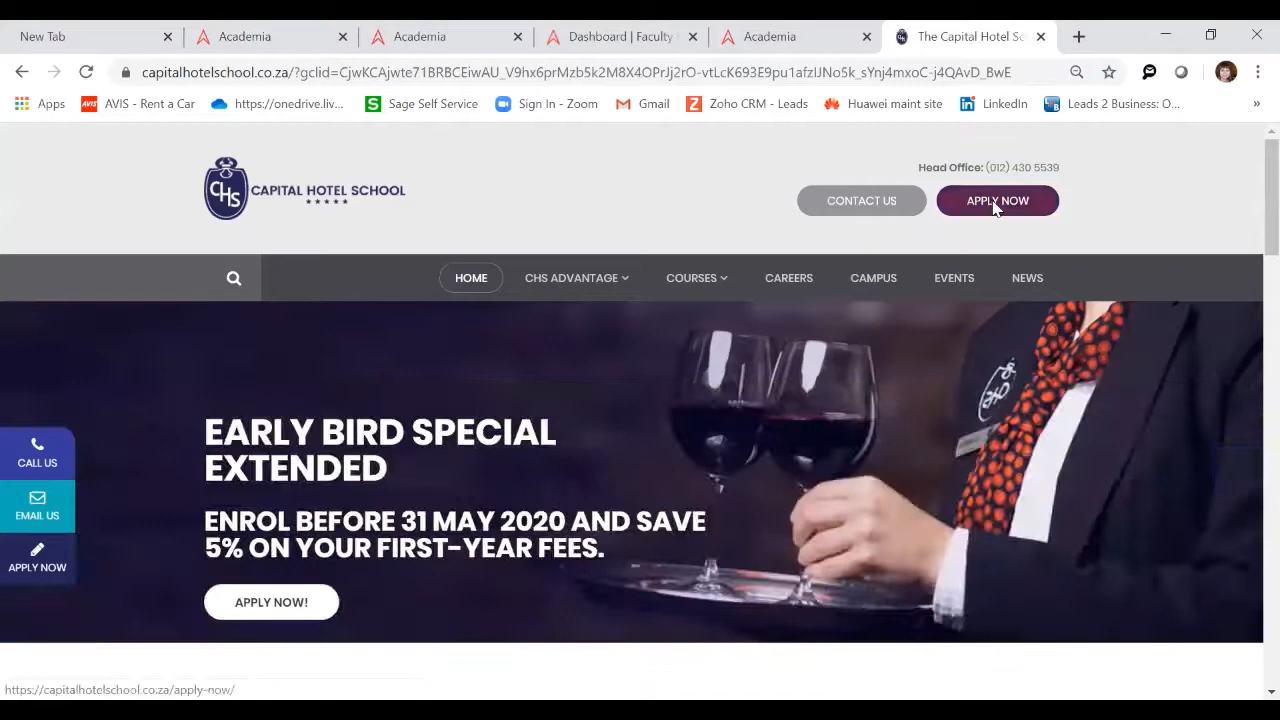 New Tab
Academia
Academia
Dashboard | Faculty
Academia
The Capital Hotel Sc
capitalhotelschool.co.za/?gclid=CjwKCAjwte71BRBCEiwAU_V9hx6prMzb5k2M8X4OPrJj2rO-vtLcK693E9pu1afzIJNo5k_sYnj4mxoC-j4QAvD_BwE
Apps
AVIS - Rent a Car
https://onedrive.liv...
Sage Self Service
Sign In - Zoom
Gmail
Zoho CRM - Leads
Huawei maint site
LinkedIn
Leads 2 Business: O...
»
Head Office: (012) 430 5539
CHS CAPITAL HOTEL SCHOOL
CONTACT US
APPLY NOW
HOME
CHS ADVANTAGE
COURSES
CAREERS
CAMPUS
EVENTS
NEWS
CHS
EARLY BIRD SPECIAL
EXTENDED
ENROL BEFORE 31 MAY 2020 AND SAVE
5% ON YOUR FIRST-YEAR FEES.
APPLY NOW!
CALL US
EMAIL US
APPLY NOW
https://capitalhotelschool.co.za/apply-now/